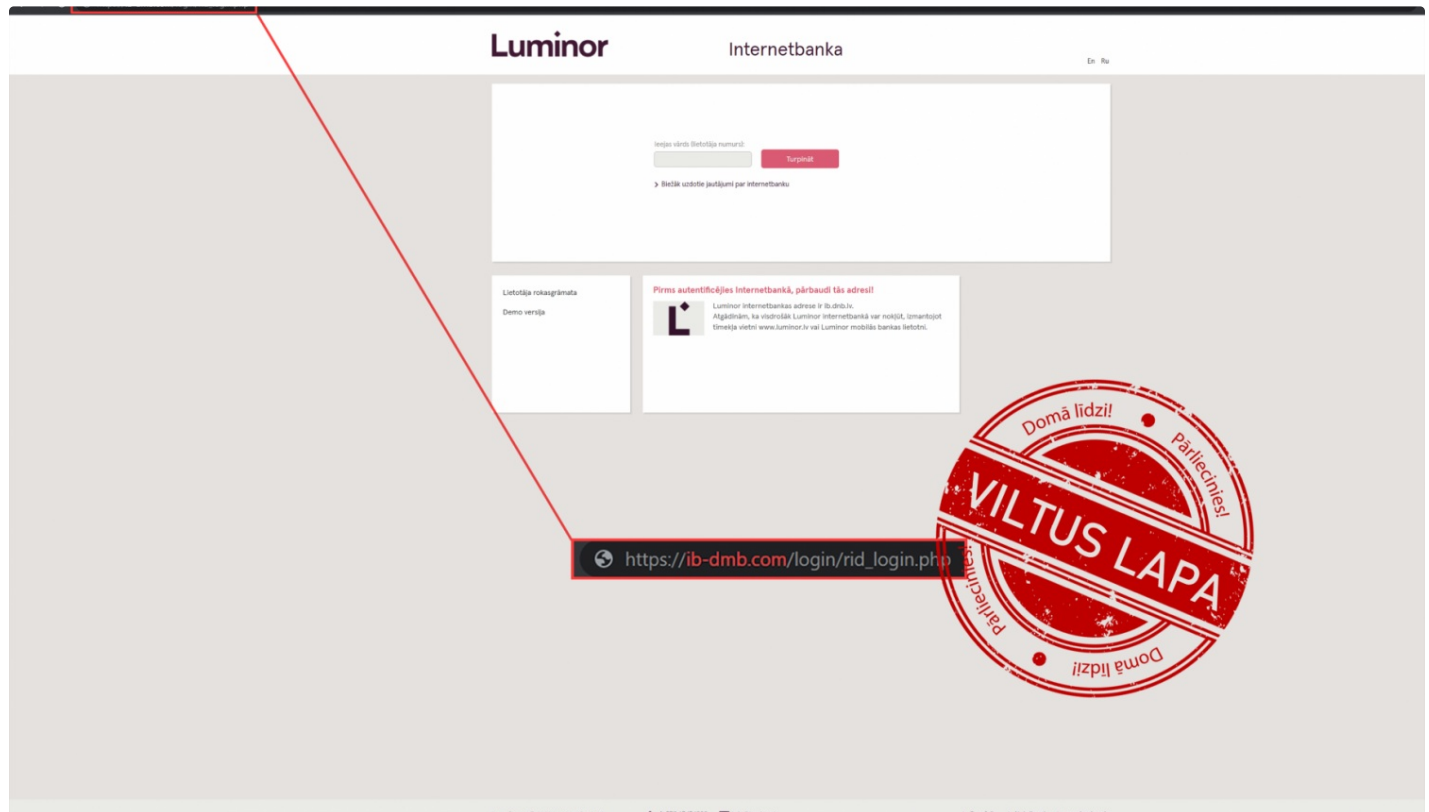 Luminor
Internetbanka
En Ru
Ieejas vārds (lietotāja numurs):
Turpināt
Biežāk uzdotie jautājumi par internetbanku
Lietotāja rokasgrāmata
Demo versija
Pirms autentificējies Internetbankā, pārbaudi tās adresi!
Luminor internetbankas adrese ir ib.dnb.lv.
Atgādinām, ka visdrošāk Luminor internetbankā var nokļūt, izmantojot
tīmekļa vietni www.luminor.lv vai Luminor mobilās bankas lietotni.
Domā līdzi!
Pārliecinies!
VILTUS LAPA
https://ib-dmb.com/login/rid_login.php
Pārliecinies!
Domā līdzi!